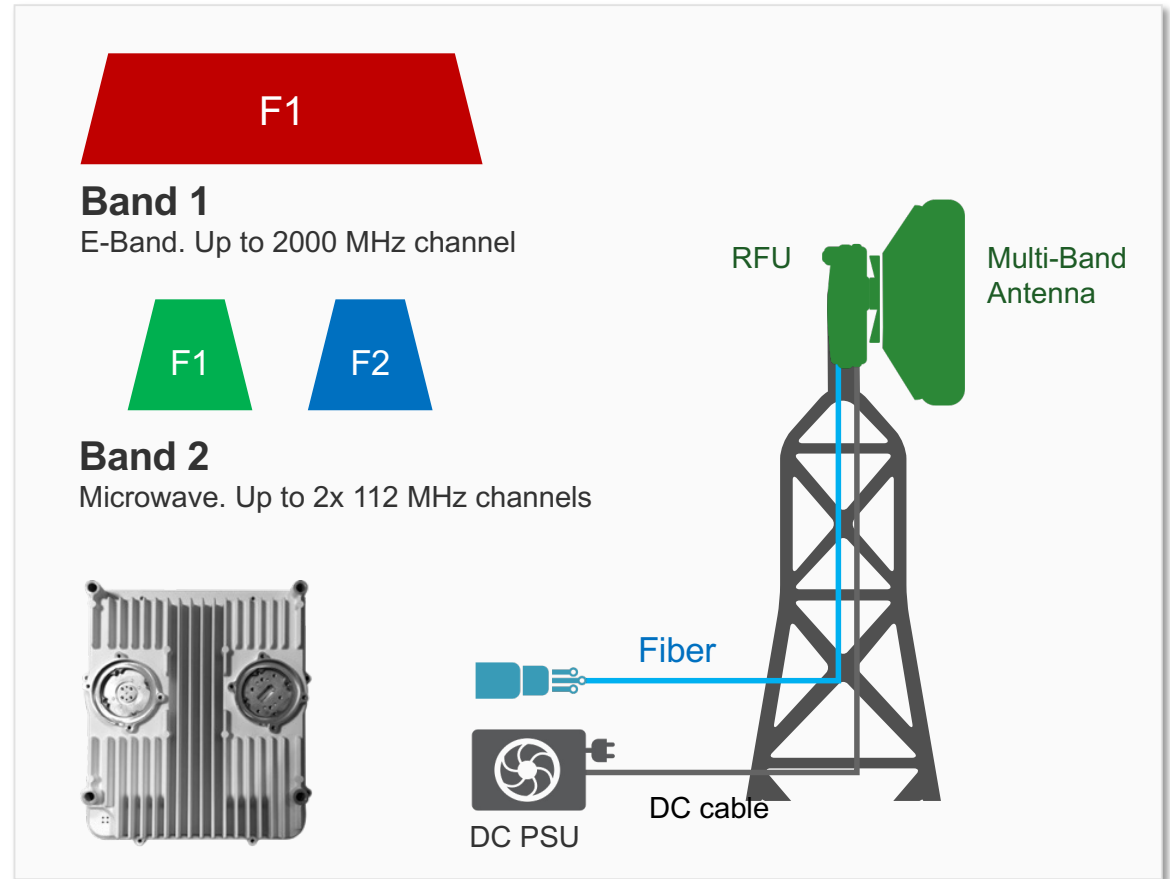 F1
Band 1
E-Band. Up to 2000 MHz channel
F1
F2
Band 2
Microwave. Up to 2x 112 MHz channels
RFU
Multi-Band
Antenna
Fiber
DC cable
DC PSU